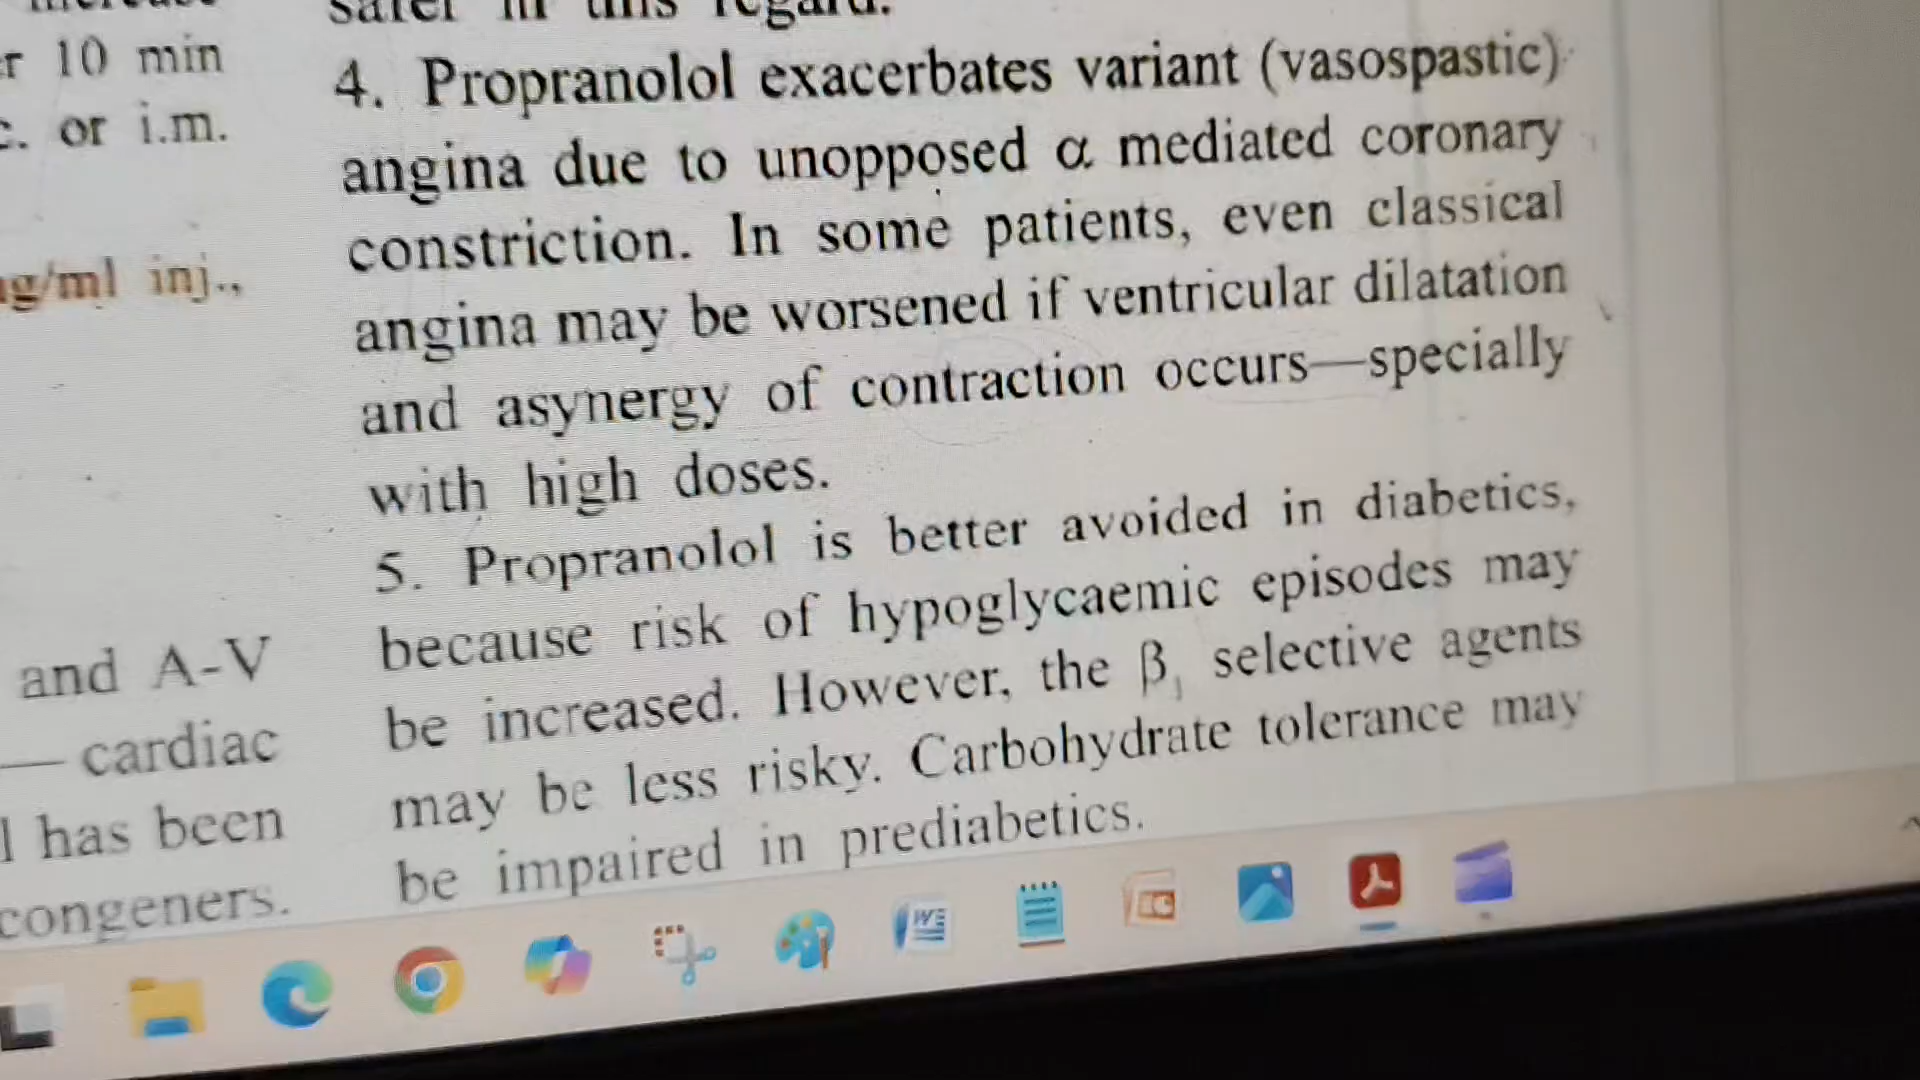 10 min
or i.m.
/ml inj.,
and A-V
— cardiac
has been
congeners.
4. Propranolol exacerbates variant (vasospastic)
angina due to unopposed α mediated coronary
constriction. In some patients, even classical
angina may be worsened if ventricular dilatation
and asynergy of contraction occurs—specially
with high doses.
5. Propranolol is better avoided in diabetics,
because risk of hypoglycaemic episodes may
be increased. However, the β₁ selective agents
may be less risky. Carbohydrate tolerance may
be impaired in prediabetics.